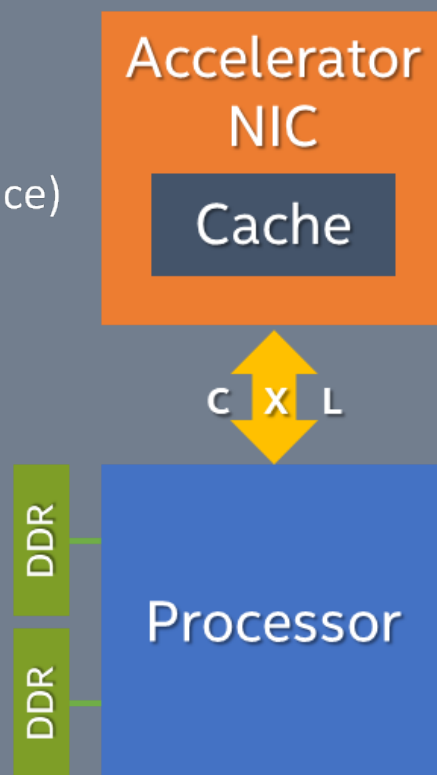 Accelerator
NIC
ce)
Cache
C X L
DDR
Processor
DDR